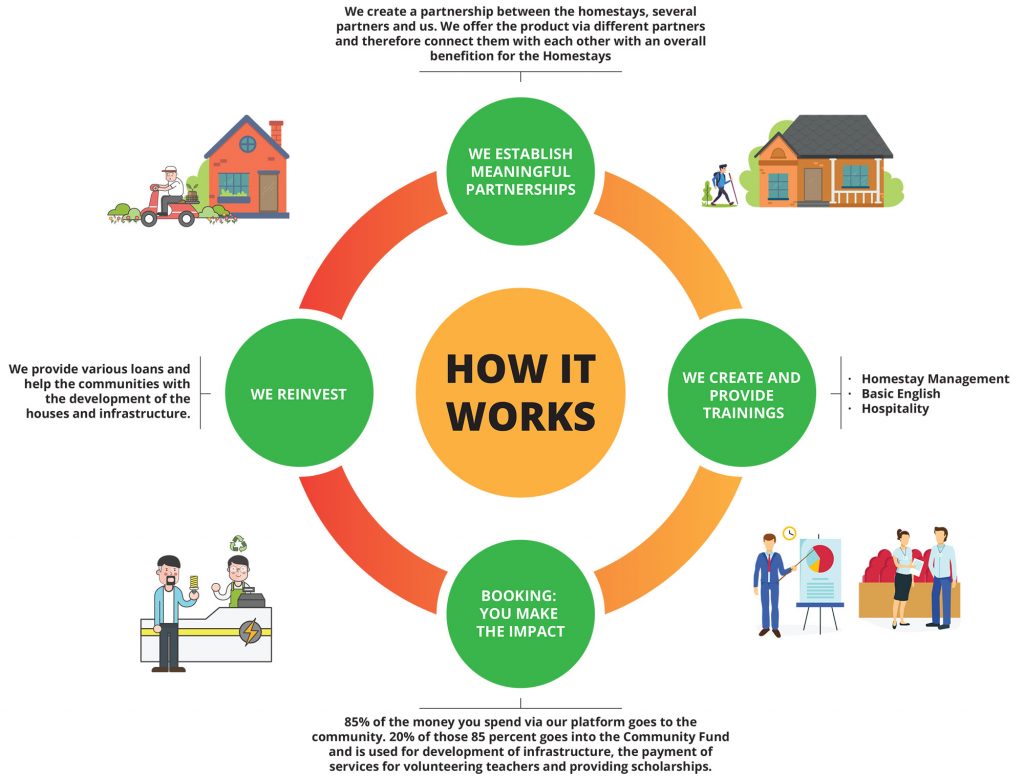 We create a partnership between the homestays, several
partners and us. We offer the product via different partners
and therefore connect them with each other with an overall
benefition for the Homestays
WE ESTABLISH
MEANINGFUL
PARTNERSHIPS
HOW IT
WORKS
WE CREATE AND
PROVIDE
TRAININGS
· Homestay Management
· Basic English
· Hospitality
BOOKING:
YOU MAKE
THE IMPACT
85% of the money you spend via our platform goes to the
community. 20% of those 85 percent goes into the Community Fund
and is used for development of infrastructure, the payment of
services for volunteering teachers and providing scholarships.
WE REINVEST
We provide various loans and
help the communities with
the development of the
houses and infrastructure.